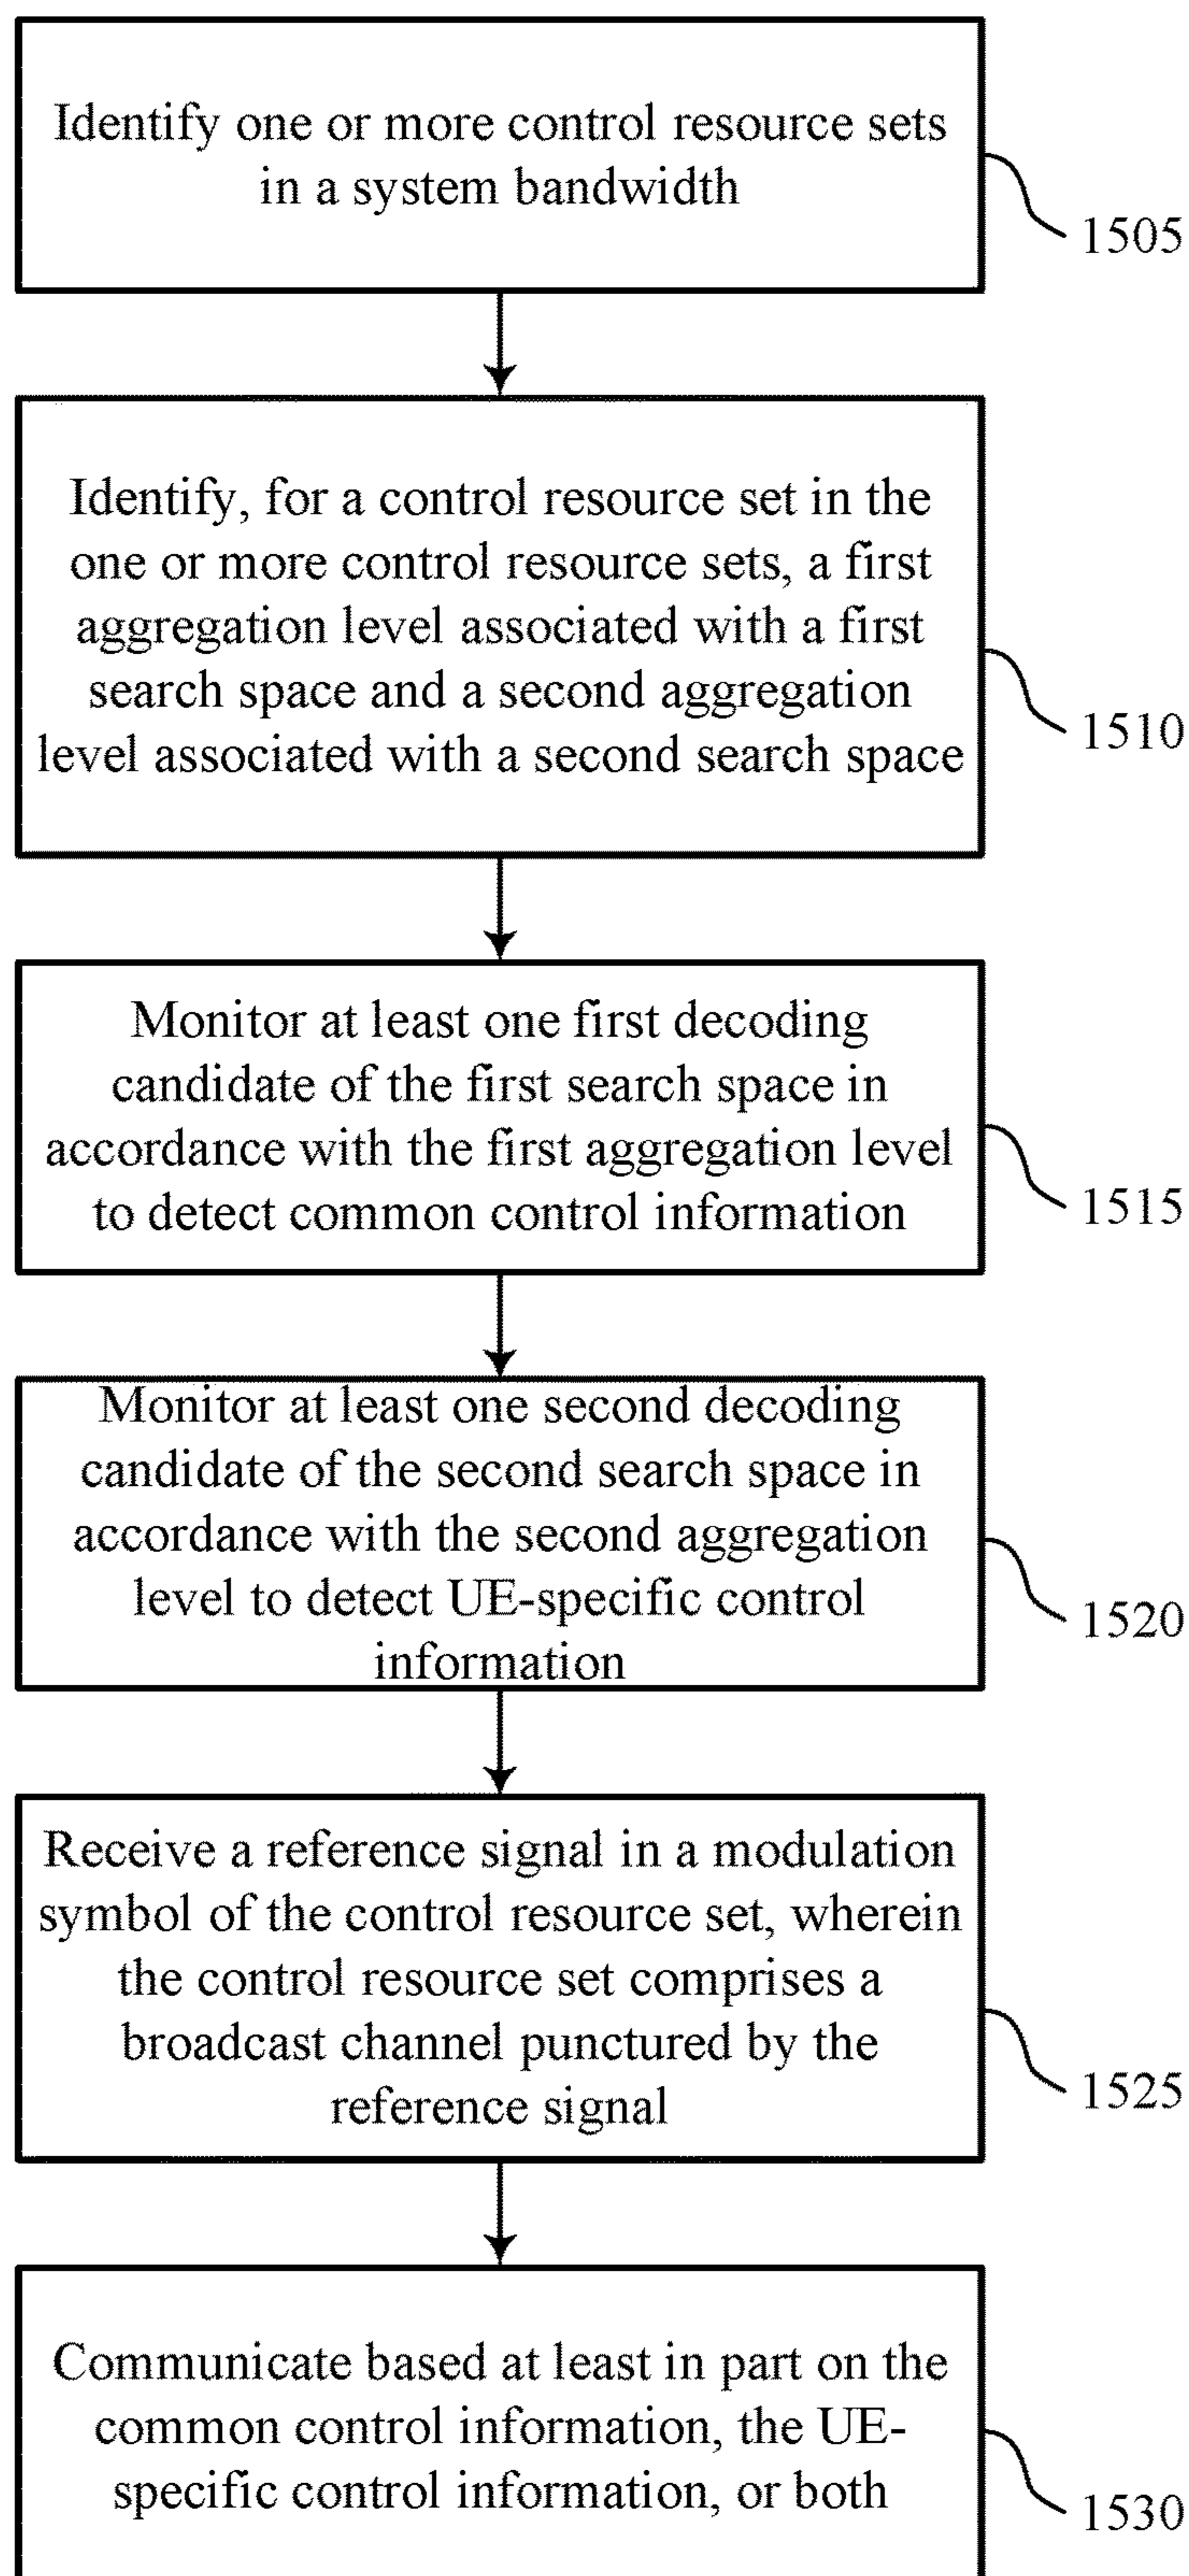 Identify one or more control resource sets
in a system bandwidth
1505
Identify, for a control resource set in the
one or more control resource sets, a first
aggregation level associated with a first
search space and a second aggregation
level associated with a second search space
1510
Monitor at least one first decoding
candidate of the first search space in
accordance with the first aggregation level
to detect common control information
1515
Monitor at least one second decoding
candidate of the second search space in
accordance with the second aggregation
level to detect UE-specific control
information
1520
Receive a reference signal in a modulation
symbol of the control resource set, wherein
the control resource set comprises a
broadcast channel punctured by the
reference signal
1525
Communicate based at least in part on the
common control information, the UE-
specific control information, or both
1530